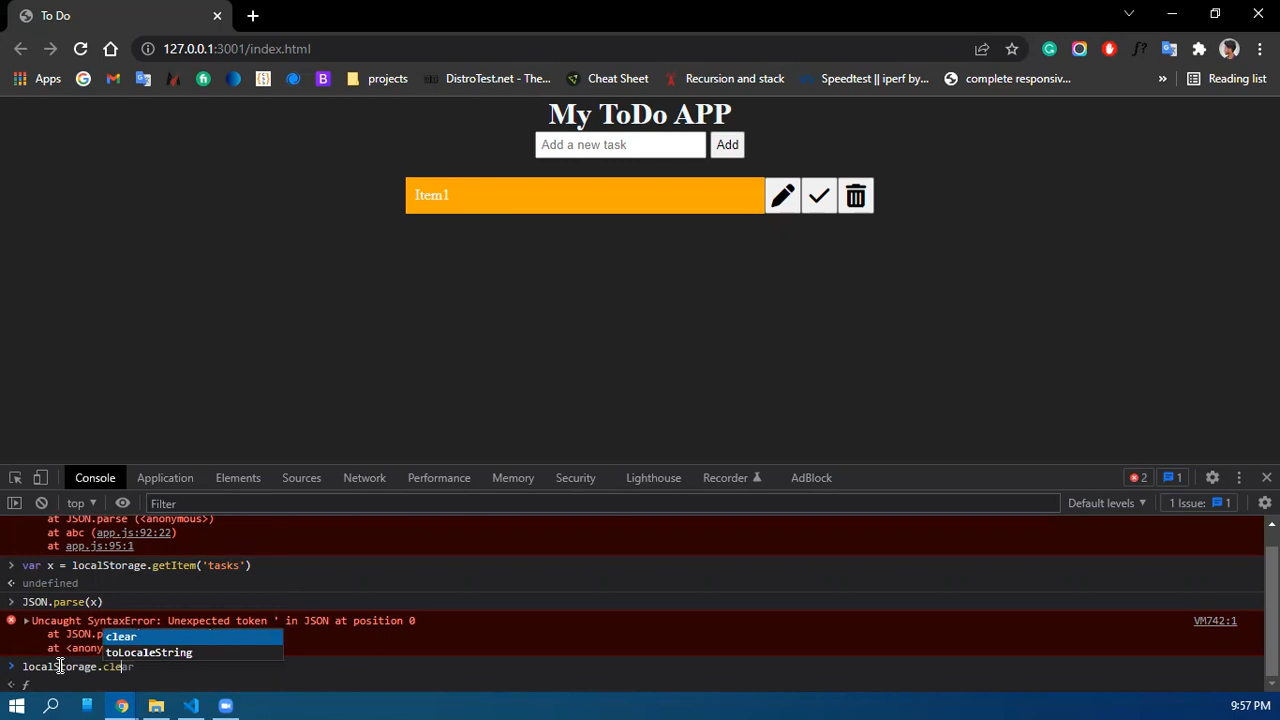 To Do
127.0.0.1:3001/index.html
Apps
projects
DistroTest.net - The...
Cheat Sheet
Recursion and stack
Speedtest || iperf by...
complete responsiv...
»
Reading list
My ToDo APP
Add a new task
Add
Item1
Console
Application
Elements
Sources
Network
Performance
Memory
Security
Lighthouse
Recorder
AdBlock
2
1
top
Filter
Default levels
1 Issue:
1
at JSON.parse (<anonymous>)
at abc (app.js:92:22)
at app.js:95:1
> var x = localStorage.getItem('tasks')
undefined
> JSON.parse(x)
Uncaught SyntaxError: Unexpected token ' in JSON at position 0
VM742:1
at JSON.p
at <anony
clear
toLocaleString
> localStorage.clear
f
9:57 PM